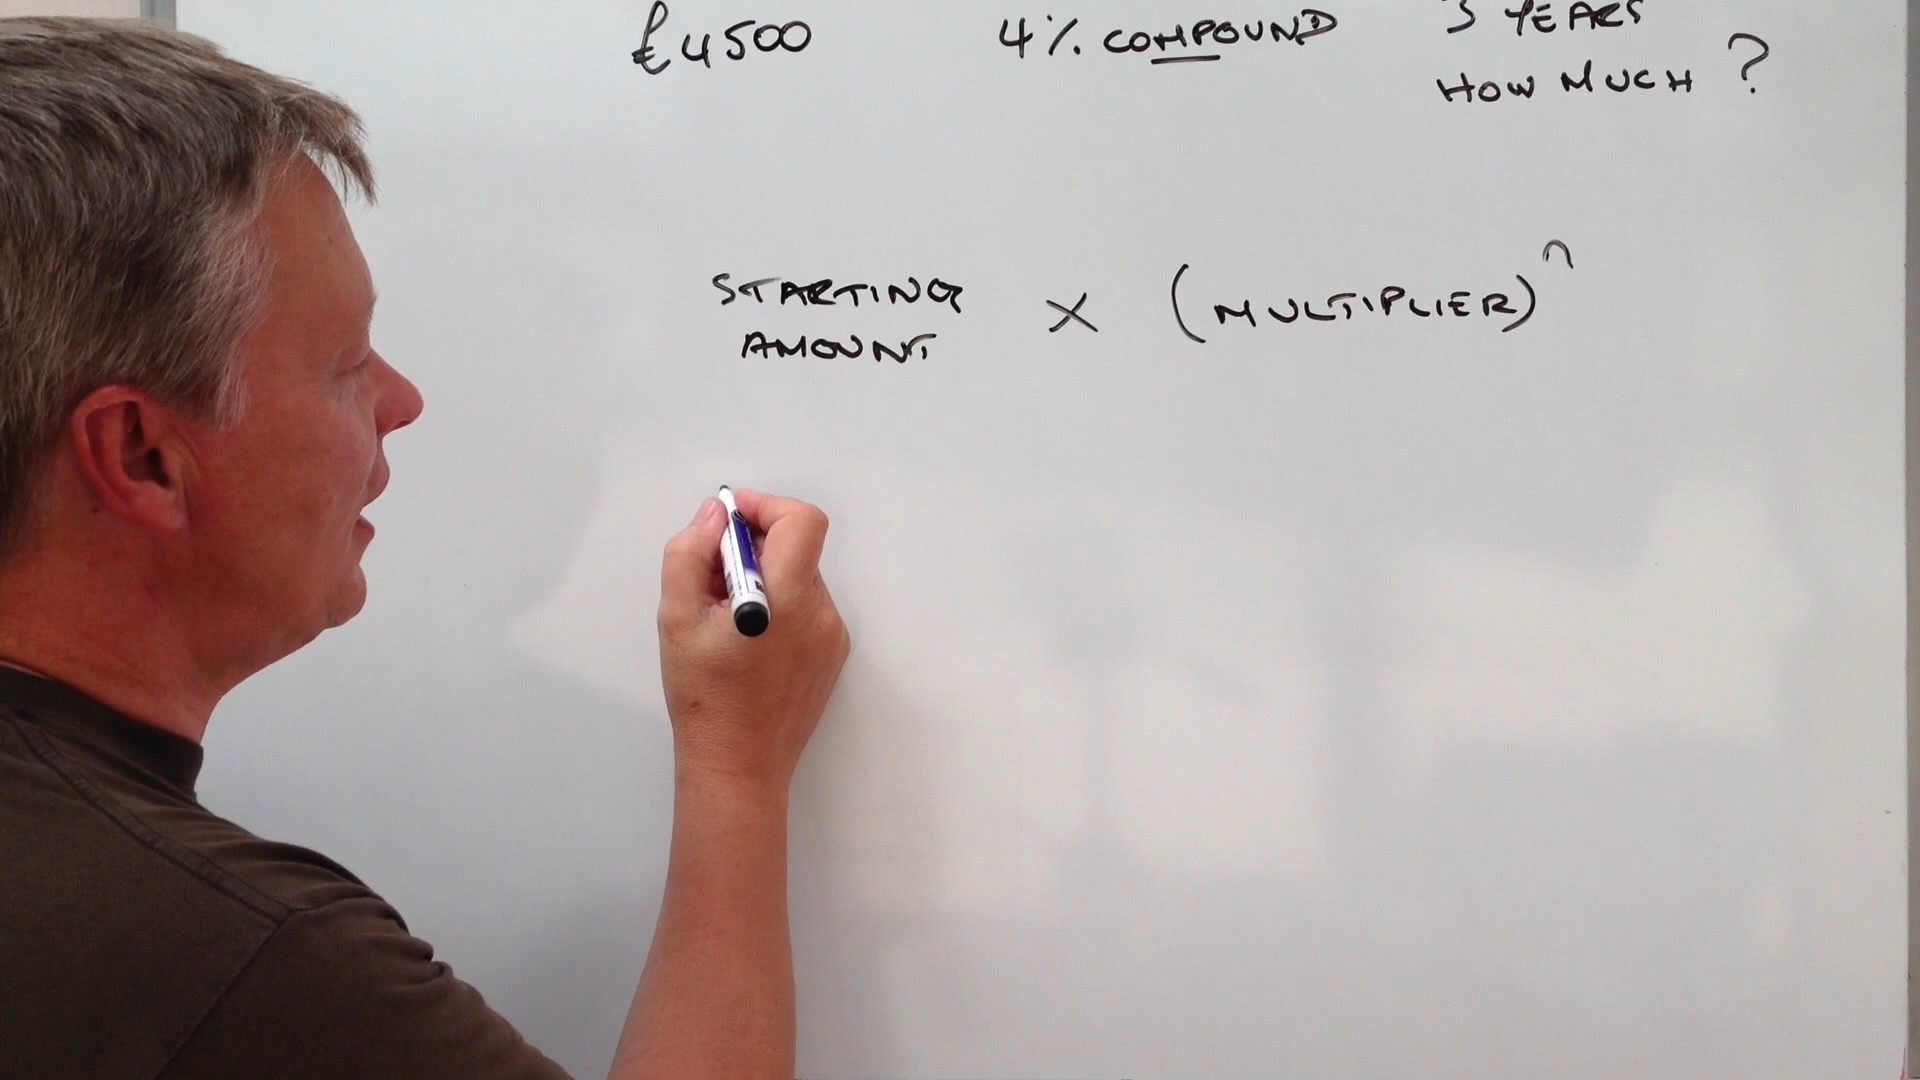 £4500 4% COMPOUND 3 YEARS
HOW MUCH ?
STARTING AMOUNT × (MULTIPLIER)ⁿ